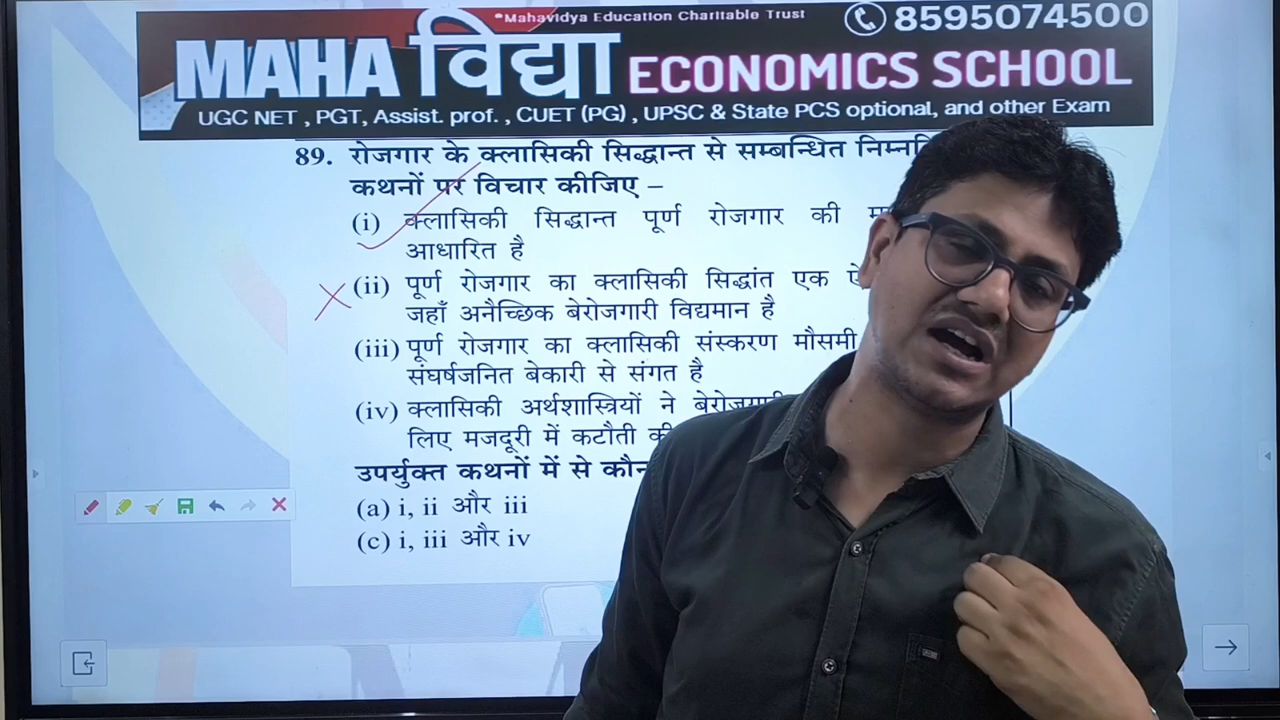 *Mahavidya Education Charitable Trust
8595074500
MAHA विद्या ECONOMICS SCHOOL
UGC NET , PGT, Assist. prof. , CUET (PG) , UPSC & State PCS optional, and other Exam
89. रोजगार के क्लासिकी सिद्धान्त से सम्बन्धित
कथनों पर विचार कीजिए –
(i) क्लासिकी सिद्धान्त पूर्ण रोजगार की
आधारित है
(ii) पूर्ण रोजगार का क्लासिकी सिद्धांत एक
जहाँ अनैच्छिक बेरोजगारी विद्यमान है
(iii) पूर्ण रोजगार का क्लासिकी संस्करण मौसमी
संघर्षजनित बेकारी से संगत है
(iv) क्लासिकी अर्थशास्त्रियों ने
लिए मजदूरी में कटौती की
उपर्युक्त कथनों में से
(a) i, ii और iii
(c) i, iii और iv